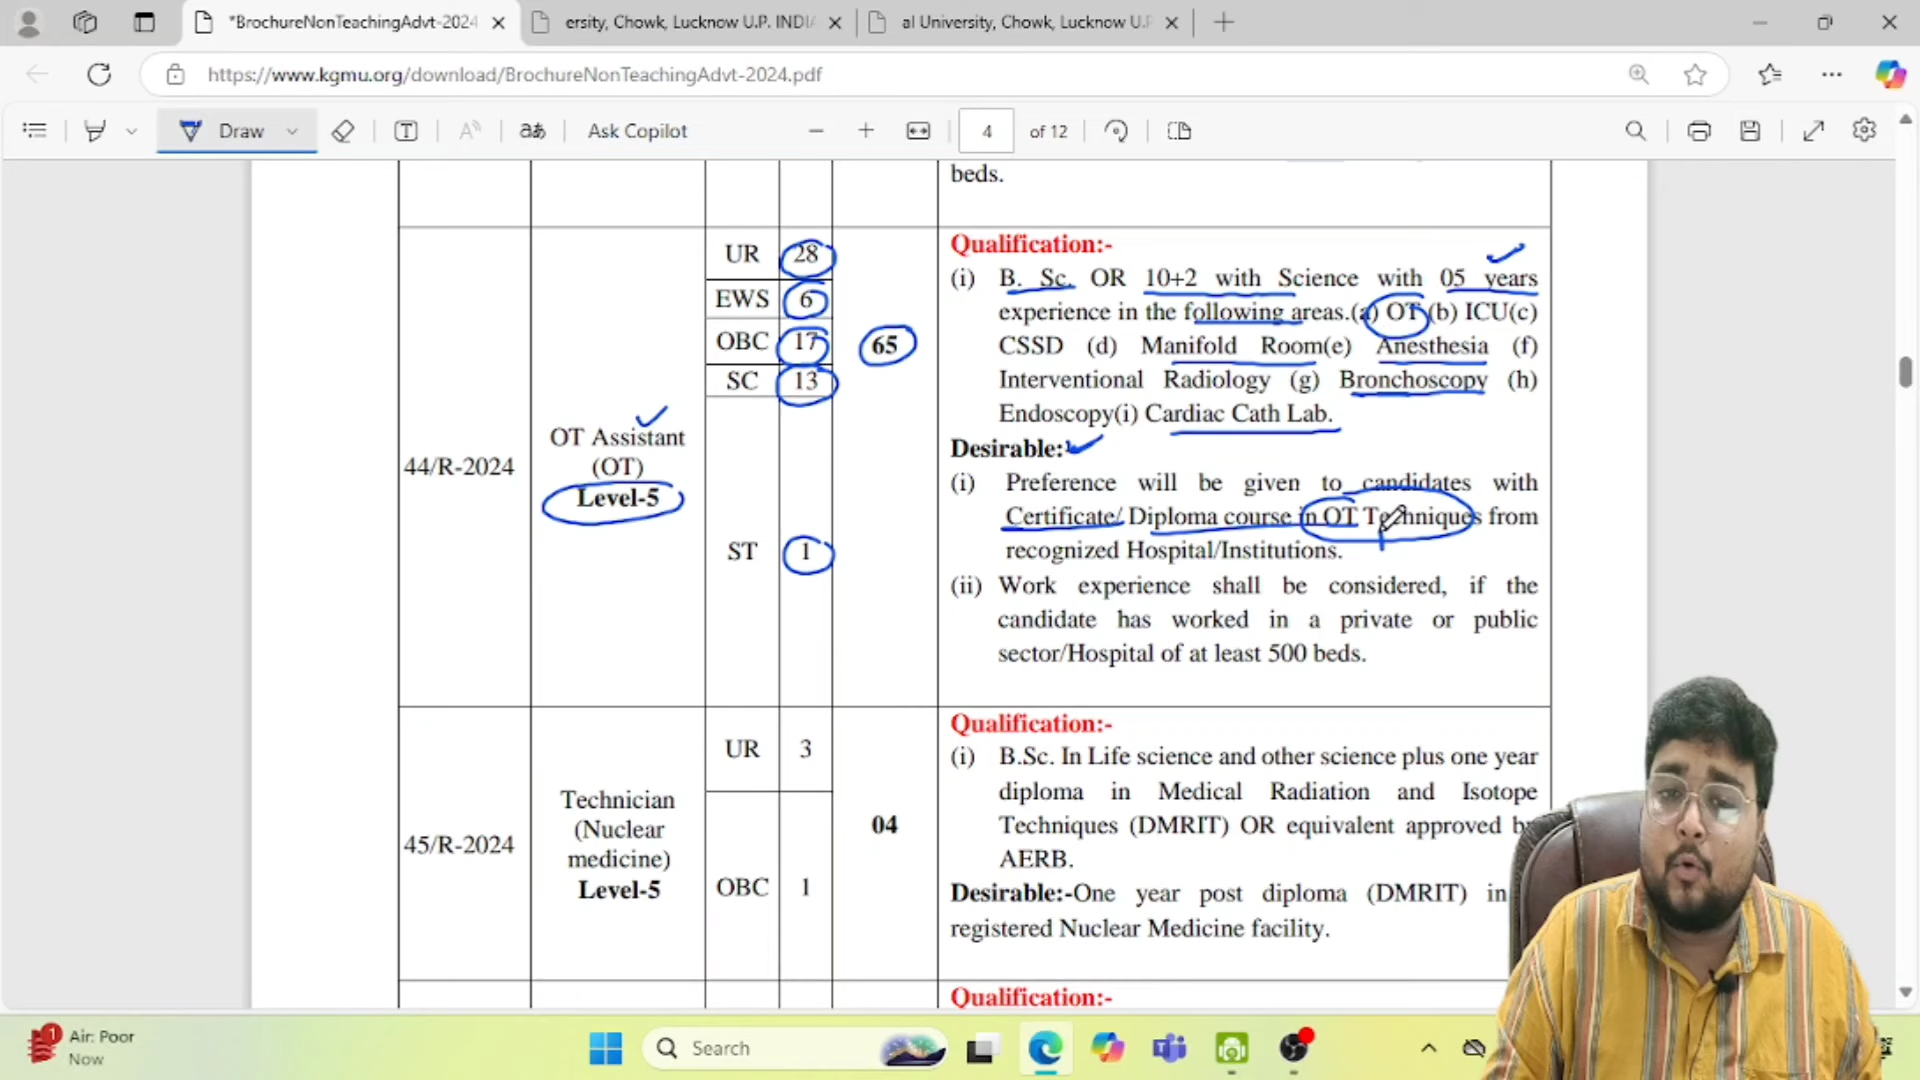 *BrochureNonTeachingAdvt-2024
ersity, Chowk, Lucknow U.P. INDI
al University, Chowk, Lucknow U.P
https://www.kgmu.org/download/BrochureNonTeachingAdvt-2024.pdf
Draw
Ask Copilot
4 of 12
beds.
44/R-2024
OT Assistant
(OT)
Level-5
UR 28
EWS 6
OBC 17
SC 13
ST 1
65
Qualification:-
(i) B. Sc. OR 10+2 with Science with 05 years
experience in the following areas.(a) OT (b) ICU(c)
CSSD (d) Manifold Room(e) Anesthesia (f)
Interventional Radiology (g) Bronchoscopy (h)
Endoscopy(i) Cardiac Cath Lab.
Desirable:-
(i) Preference will be given to candidates with
Certificate/ Diploma course in OT Techniques from
recognized Hospital/Institutions.
(ii) Work experience shall be considered, if the
candidate has worked in a private or public
sector/Hospital of at least 500 beds.
45/R-2024
Technician
(Nuclear
medicine)
Level-5
UR 3
OBC 1
04
Qualification:-
(i) B.Sc. In Life science and other science plus one year
diploma in Medical Radiation and Isotope
Techniques (DMRIT) OR equivalent approved
AERB.
Desirable:-One year post diploma (DMRIT) in
registered Nuclear Medicine facility.
Qualification:-
1
Air: Poor
Now
Search